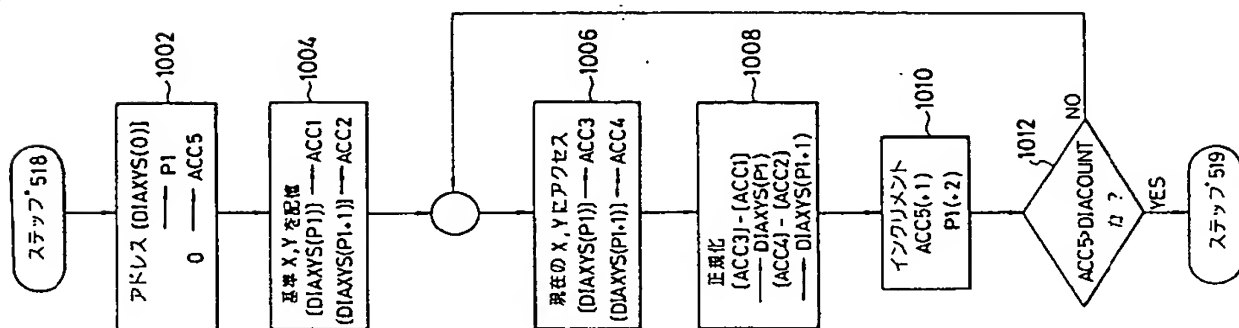 ステップ518
1002
アドレス [DIAXYS(0)]
── P1
0 ── ACC5
1004
基準 X,Y を配値
[DIAXYS(P1)] ── ACC1
[DIAXYS(P1+1)] ── ACC2
1006
現在の X,Y にアクセス
[DIAXYS(P1)] ── ACC3
[DIAXYS(P1+1)] ── ACC4
1008
正規化
[ACC3] - [ACC1]
── DIAXYS(P1)
[ACC4] - [ACC2]
── DIAXYS(P1+1)
1010
インクリメント
ACC5(+1)
P1(+2)
1012
ACC5>DIACOUNT
カ ?
NO
YES
ステップ519